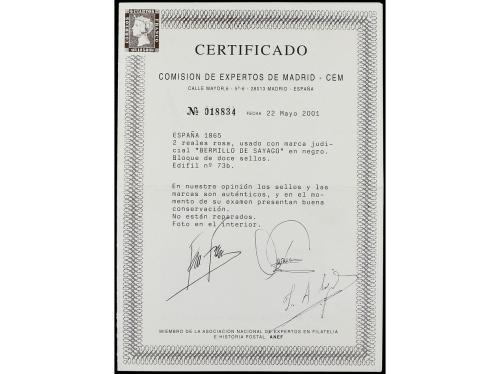 CERTIFICADO
COMISION DE EXPERTOS DE MADRID - CEM
CALLE MAYOR, 6 - 5º-6 - 28013 MADRID - ESPAÑA
Nº 018834 FECHA 22 Mayo 2001
ESPAÑA 1865
2 reales rosa, usado con marca judi-
cial "BERMILLO DE SAYAGO" en negro.
Bloque de doce sellos.
Edifil nº 73b.
En nuestro opinión los sellos y las
marcas son auténticos, y en el mo-
mento de su examen presentan buena
conservación.
No están reparados.
Foto en el interior.
MIEMBRO DE LA ASOCIACION NACIONAL DE EXPERTOS EN FILATELIA
E HISTORIA POSTAL. ANEF